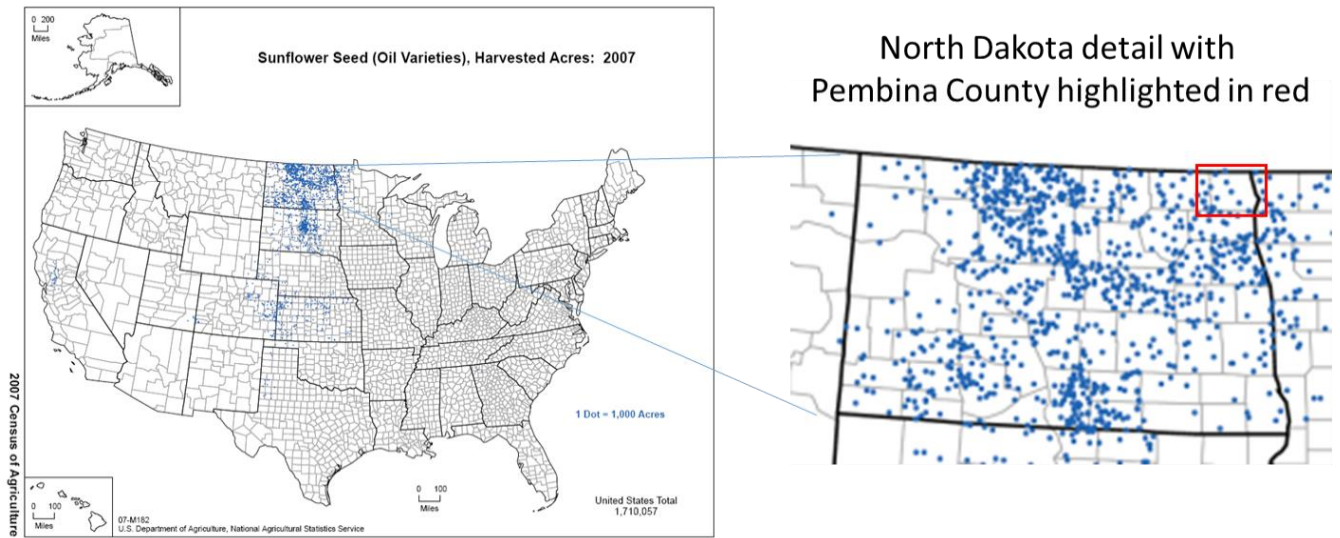 0 200
Miles
Sunflower Seed (Oil Varieties), Harvested Acres: 2007
1 Dot = 1,000 Acres
2007 Census of Agriculture
0 100
Miles
0 100
Miles
United States Total
1,710,057
07-M182
U.S. Department of Agriculture, National Agricultural Statistics Service
North Dakota detail with
Pembina County highlighted in red